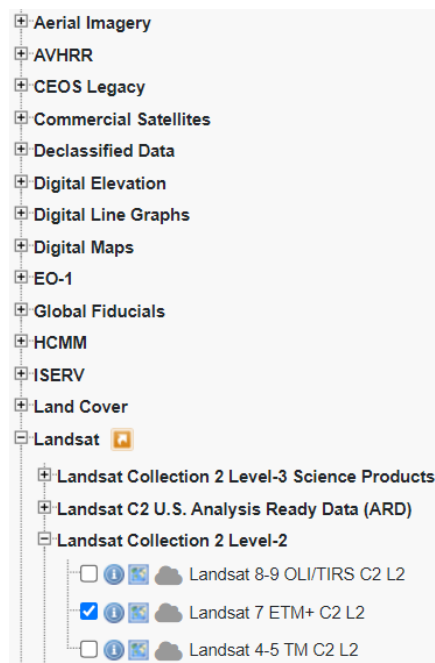 Aerial Imagery
AVHRR
CEOS Legacy
Commercial Satellites
Declassified Data
Digital Elevation
Digital Line Graphs
Digital Maps
EO-1
Global Fiducials
HCMM
ISERV
Land Cover
Landsat
Landsat Collection 2 Level-3 Science Products
Landsat C2 U.S. Analysis Ready Data (ARD)
Landsat Collection 2 Level-2
Landsat 8-9 OLI/TIRS C2 L2
Landsat 7 ETM+ C2 L2
Landsat 4-5 TM C2 L2